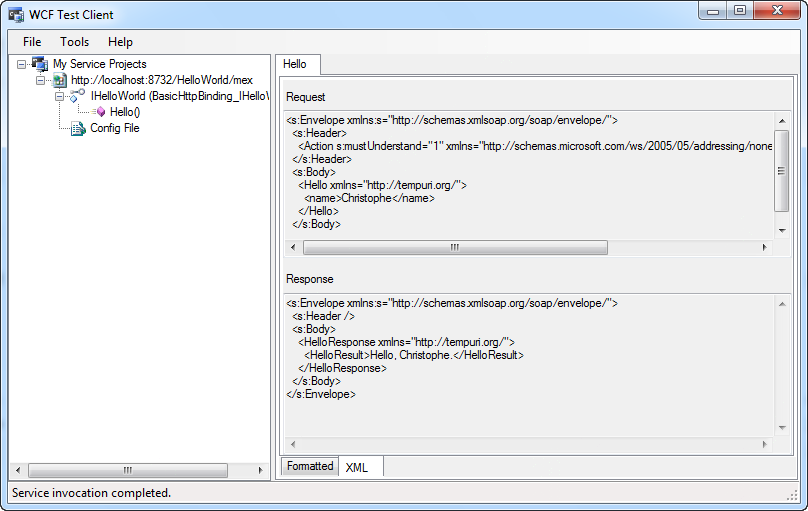 WCF Test Client
File Tools Help
My Service Projects
http://localhost:8732/HelloWorld/mex
IHelloWorld (BasicHttpBinding_IHello
Hello()
Config File
Hello
Request
<s:Envelope xmlns:s="http://schemas.xmlsoap.org/soap/envelope/">
<s:Header>
<Action s:mustUnderstand="1" xmlns="http://schemas.microsoft.com/ws/2005/05/addressing/none
</s:Header>
<s:Body>
<Hello xmlns="http://tempuri.org/">
<name>Christophe</name>
</Hello>
</s:Body>
Response
<s:Envelope xmlns:s="http://schemas.xmlsoap.org/soap/envelope/">
<s:Header />
<s:Body>
<HelloResponse xmlns="http://tempuri.org/">
<HelloResult>Hello, Christophe.</HelloResult>
</HelloResponse>
</s:Body>
</s:Envelope>
Formatted XML
Service invocation completed.